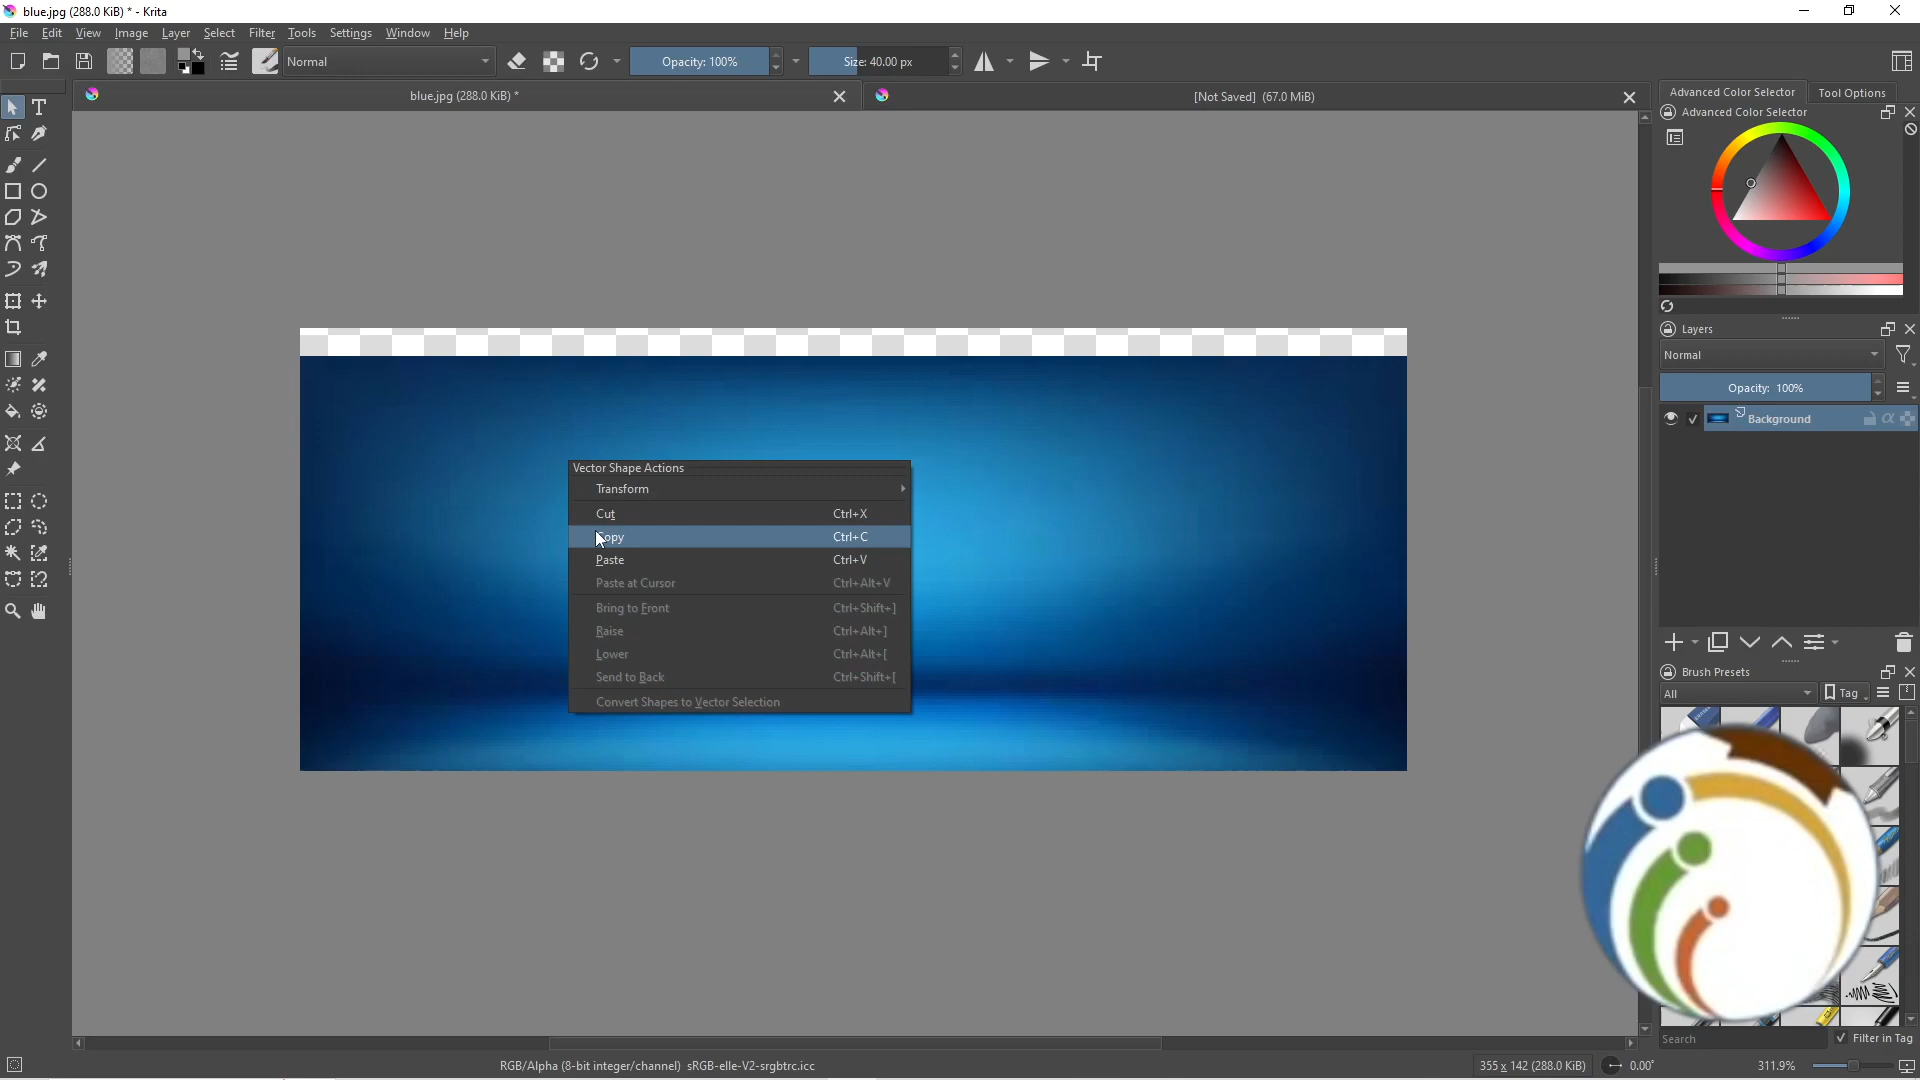 blue.jpg (288.0 KiB) * - Krita
File Edit View Image Layer Select Filter Tools Settings Window Help
Normal Opacity: 100% Size: 40.00 px
blue.jpg (288.0 KiB) * [Not Saved] (67.0 MiB)
Advanced Color Selector Tool Options
Advanced Color Selector
Layers
Normal
Opacity: 100%
Background
Vector Shape Actions
Transform
Cut Ctrl+X
Copy Ctrl+C
Paste Ctrl+V
Paste at Cursor Ctrl+Alt+V
Bring to Front Ctrl+Shift+]
Raise Ctrl+Alt+]
Lower Ctrl+Alt+[
Send to Back Ctrl+Shift+[
Convert Shapes to Vector Selection
Brush Presets
All Tag
Search Filter in Tag
RGB/Alpha (8-bit integer/channel) sRGB-elle-V2-srgbtrc.icc 355 x 142 (288.0 KiB) 0.00° 311.9%